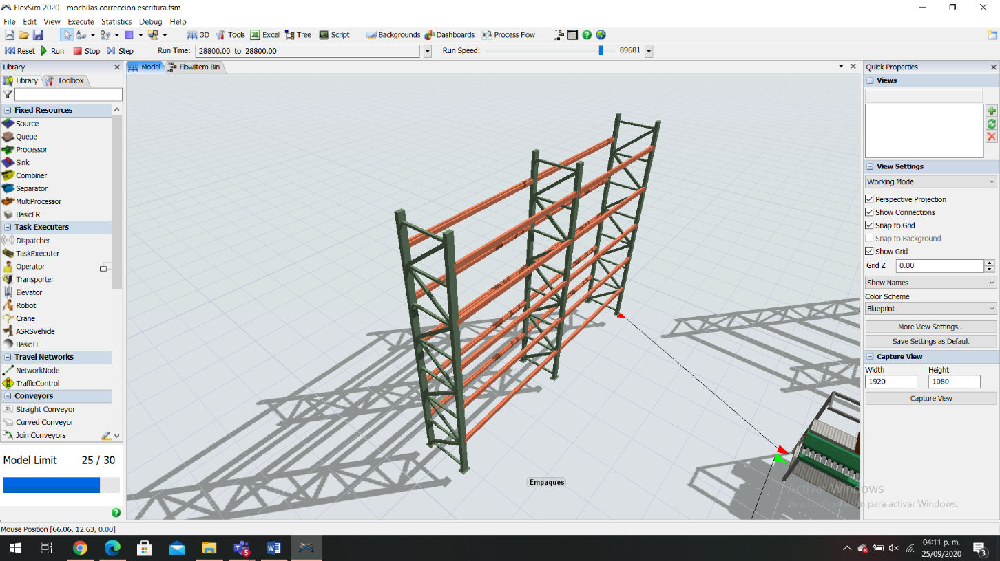 FlexSim 2020 - mochilas corrección escritura.fsm
File Edit View Execute Statistics Debug Help
3D Tools Excel Tree Script Backgrounds Dashboards Process Flow
Reset Run Stop Step Run Time: 28800.00 to 28800.00 Run Speed: 89681
Library
Library Toolbox
Fixed Resources
Source
Queue
Processor
Sink
Combiner
Separator
MultiProcessor
BasicFR
Task Executers
Dispatcher
TaskExecuter
Operator
Transporter
Elevator
Robot
Crane
ASRSvehicle
BasicTE
Travel Networks
NetworkNode
TrafficControl
Conveyors
Straight Conveyor
Curved Conveyor
Join Conveyors
Model Limit 25 / 30
Model FlowItem Bin
Empaques
Quick Properties
Views
View Settings
Working Mode
Perspective Projection
Show Connections
Snap to Grid
Snap to Background
Show Grid
Grid Z 0.00
Show Names
Color Scheme
Blueprint
More View Settings...
Save Settings as Default
Capture View
Width Height
1920 1080
Capture View
Activar Windows
Ve a Configuración para activar Windows.
Mouse Position [66.06, 12.63, 0.00]
5
04:11 p. m.
25/09/2020
3